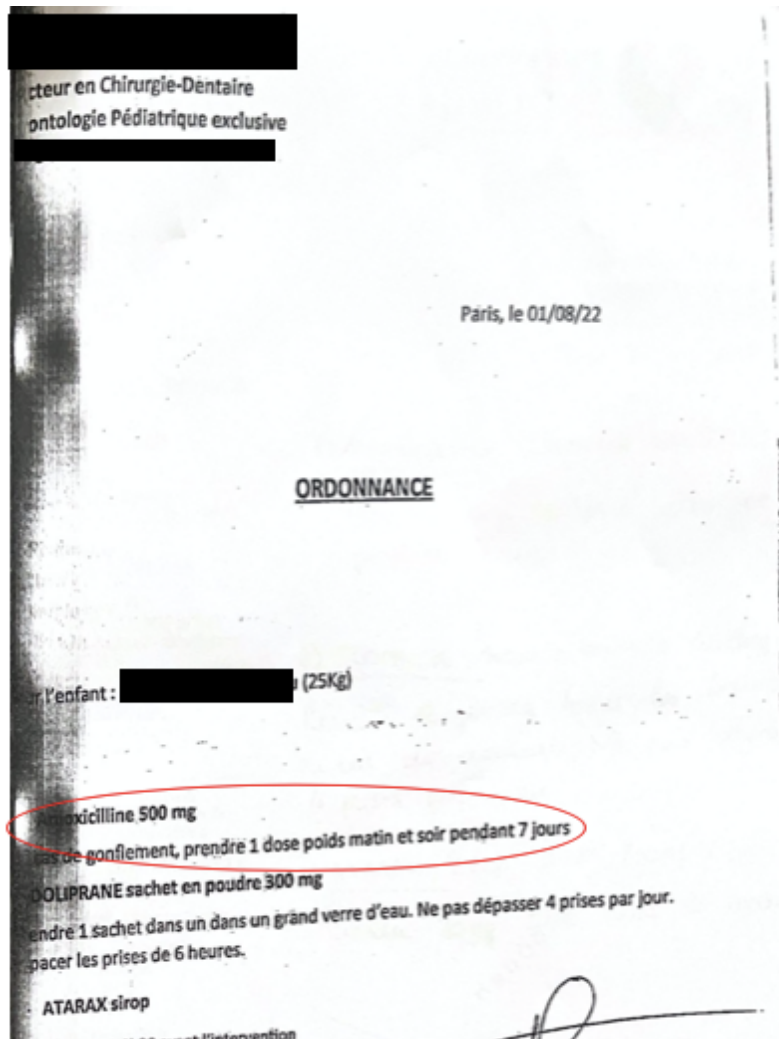 cteur en Chirurgie-Dentaire
ontologie Pédiatrique exclusive
Paris, le 01/08/22
ORDONNANCE
r l'enfant : (25Kg)
oxicilline 500 mg
cas de gonflement, prendre 1 dose poids matin et soir pendant 7 jours
DOLIPRANE sachet en poudre 300 mg
endre 1 sachet dans un dans un grand verre d'eau. Ne pas dépasser 4 prises par jour.
pacer les prises de 6 heures.
ATARAX sirop
avant l'intervention